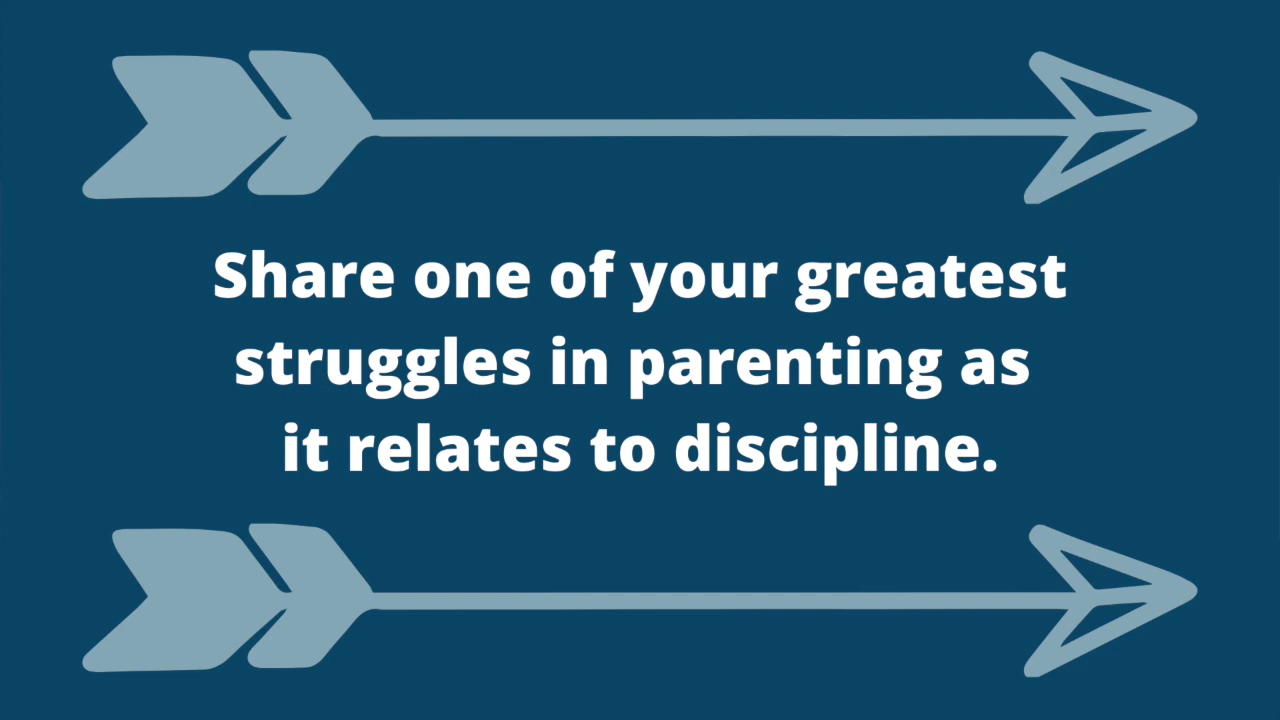 Share one of your greatest
struggles in parenting as
it relates to discipline.